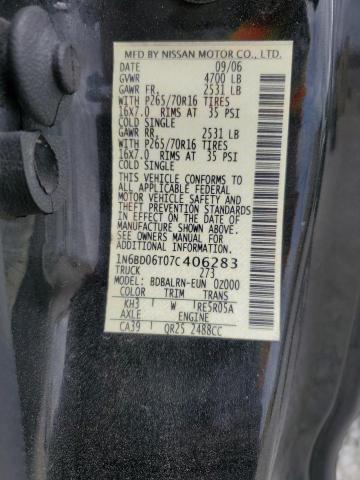 MFD BY NISSAN MOTOR CO., LTD.
DATE 09/06
GVWR 4700 LB
GAWR FR. 2531 LB
WITH P265/70R16 TIRES
16X7.0 RIMS AT 35 PSI
COLD SINGLE
GAWR RR. 2531 LB
WITH P265/70R16 TIRES
16X7.0 RIMS AT 35 PSI
COLD SINGLE
THIS VEHICLE CONFORMS TO
ALL APPLICABLE FEDERAL
MOTOR VEHICLE SAFETY AND
THEFT PREVENTION STANDARDS
IN EFFECT ON THE DATE OF
MANUFACTURE SHOWN ABOVE.
SEE OWNERS MANUAL FOR
ADDITIONAL INFORMATION.
1N6BD06T07C406283
TRUCK 273
MODEL: BDBALRN-EUN 0Z000
COLOR TRIM TRANS
KH3 W RE5R05A
AXLE ENGINE
CA39 QR25 2488CC